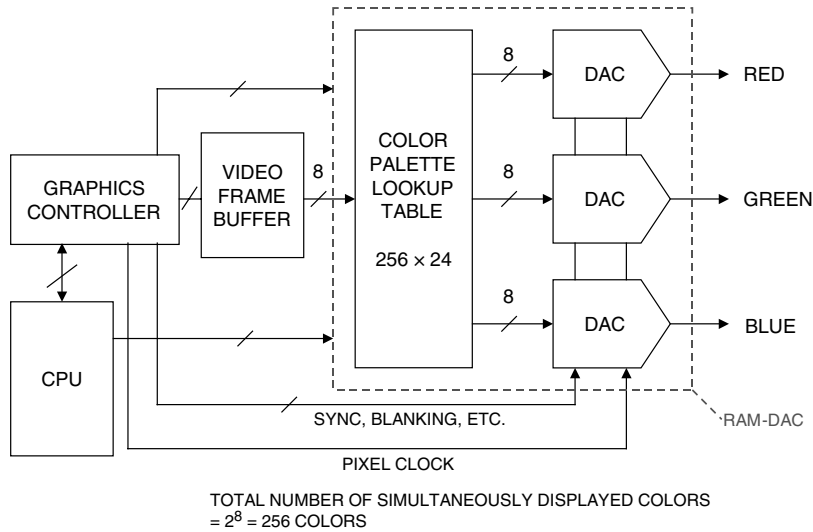 8
DAC
RED
COLOR
PALETTE
LOOKUP
TABLE
256 × 24
GRAPHICS
CONTROLLER
VIDEO
FRAME
BUFFER
8
8
DAC
GREEN
8
DAC
BLUE
CPU
SYNC, BLANKING, ETC.
RAM-DAC
PIXEL CLOCK
TOTAL NUMBER OF SIMULTANEOUSLY DISPLAYED COLORS
= 2⁸ = 256 COLORS